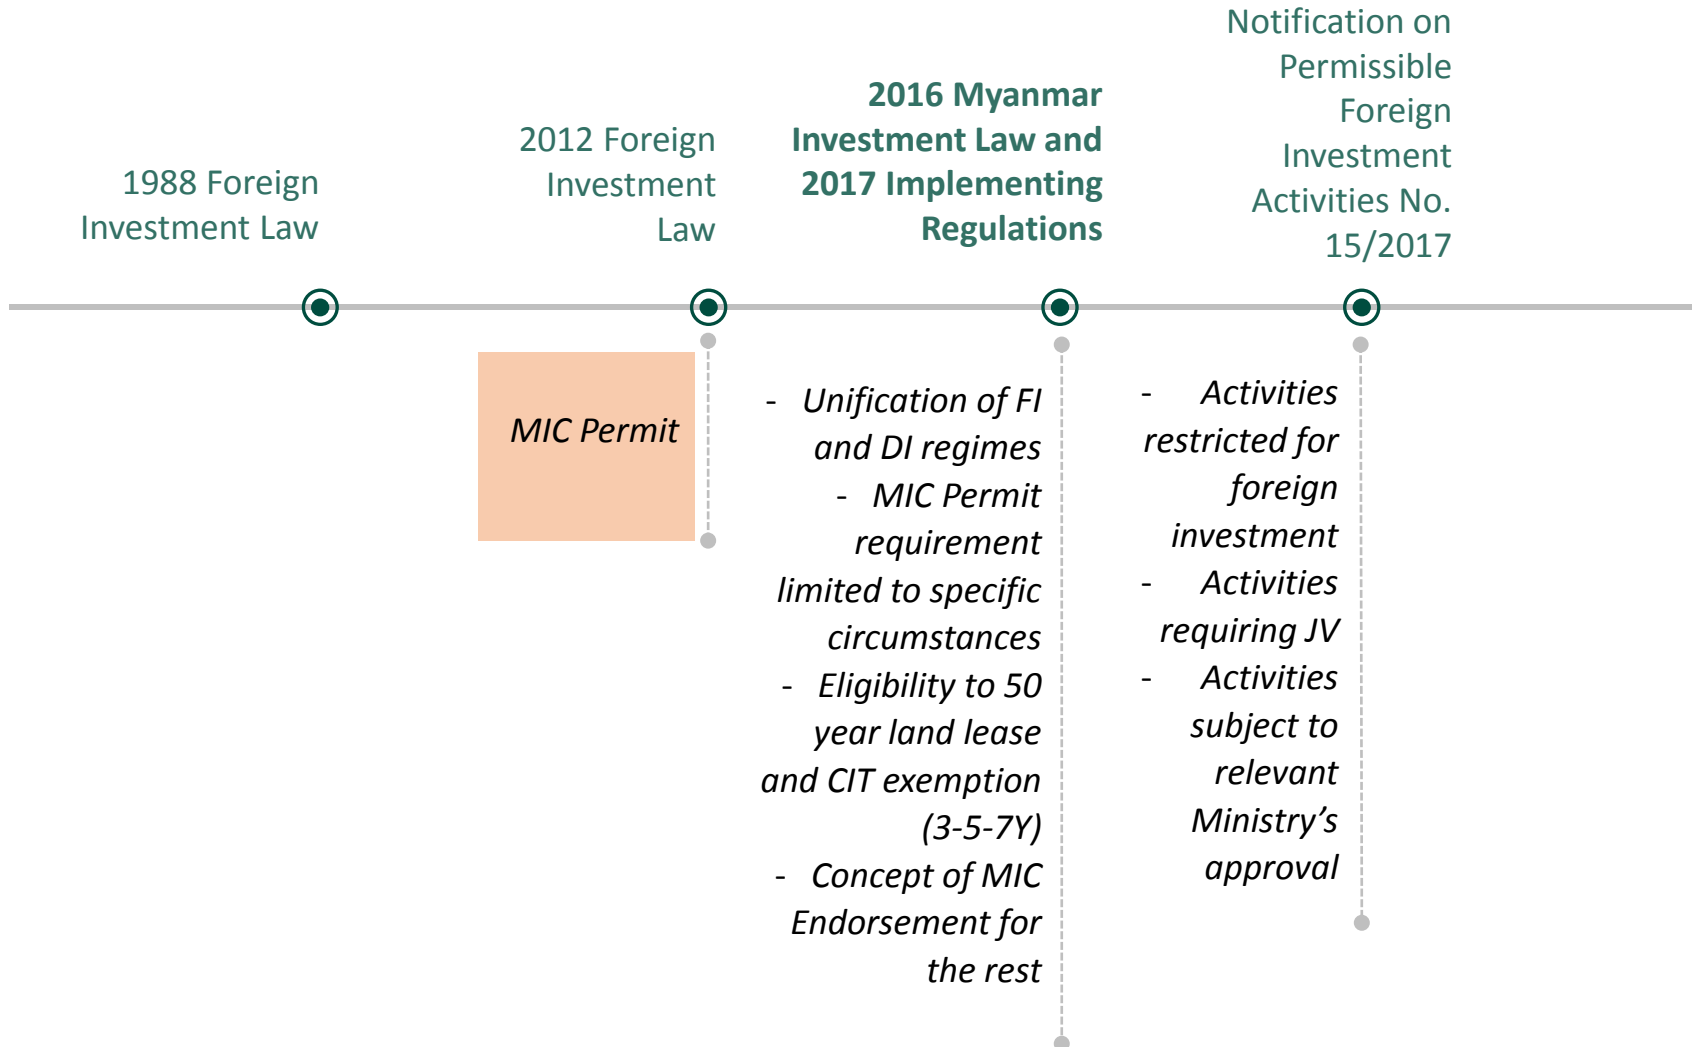 1988 Foreign
Investment Law
2012 Foreign
Investment
Law
2016 Myanmar
Investment Law and
2017 Implementing
Regulations
Notification on
Permissible
Foreign
Investment
Activities No.
15/2017
MIC Permit
- Unification of FI
and DI regimes
- MIC Permit
requirement
limited to specific
circumstances
- Eligibility to 50
year land lease
and CIT exemption
(3-5-7Y)
- Concept of MIC
Endorsement for
the rest
- Activities
restricted for
foreign
investment
- Activities
requiring JV
- Activities
subject to
relevant
Ministry’s
approval